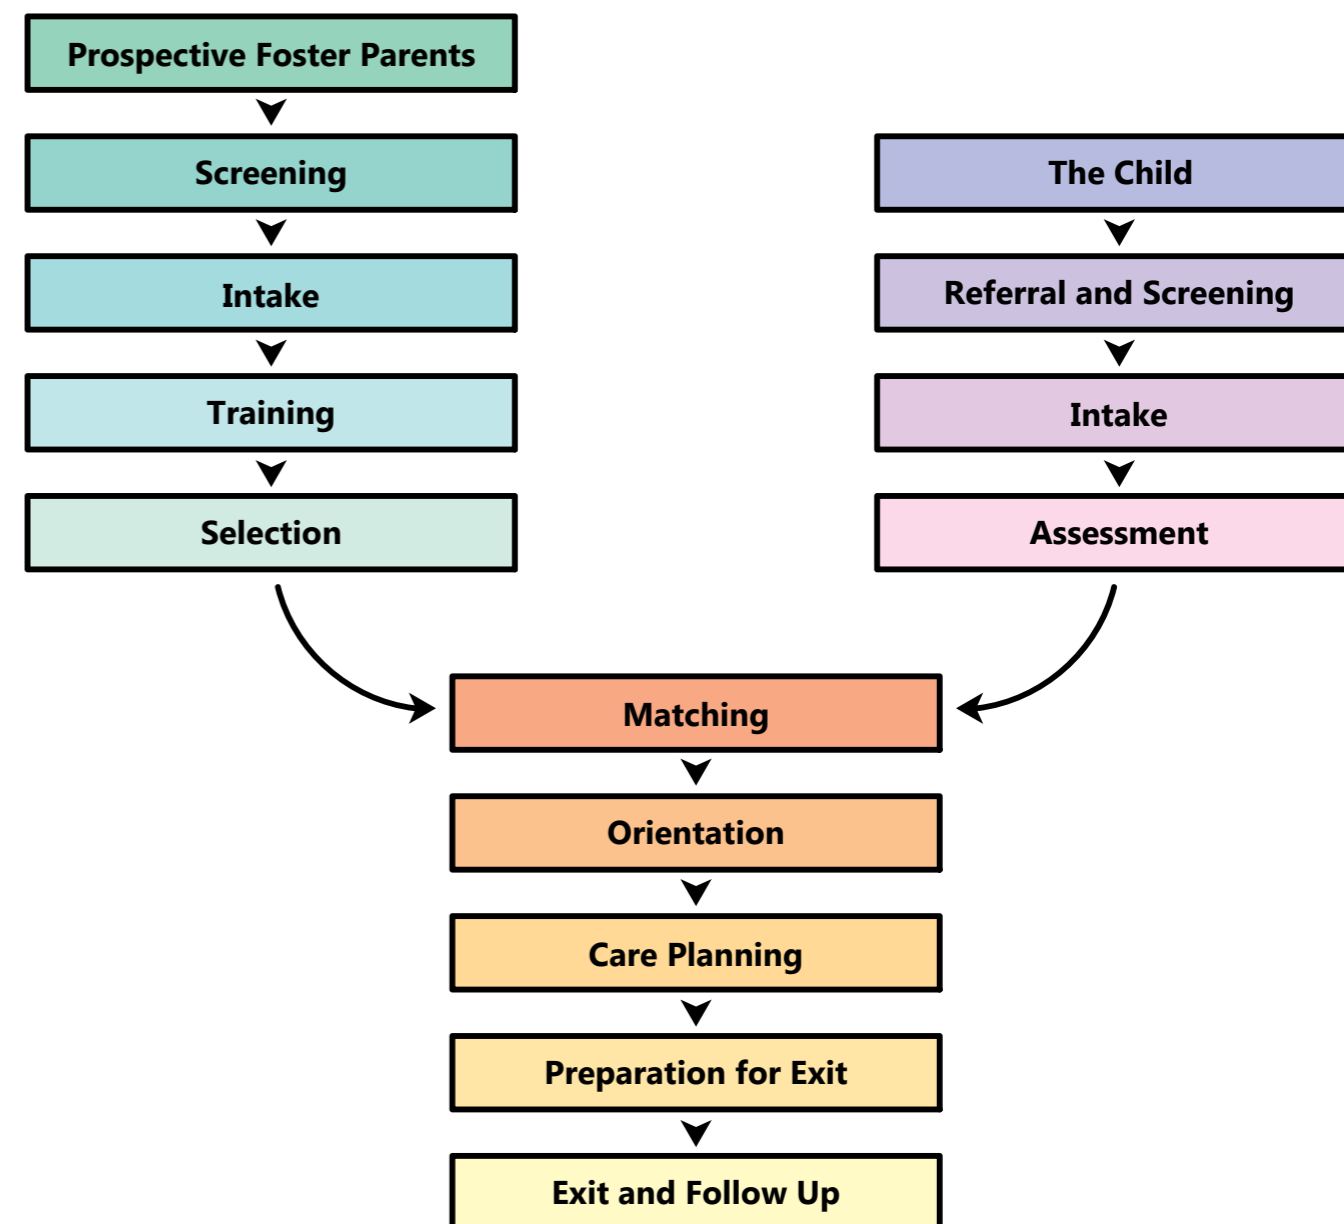 Prospective Foster Parents
Screening
Intake
Training
Selection
The Child
Referral and Screening
Intake
Assessment
Matching
Orientation
Care Planning
Preparation for Exit
Exit and Follow Up